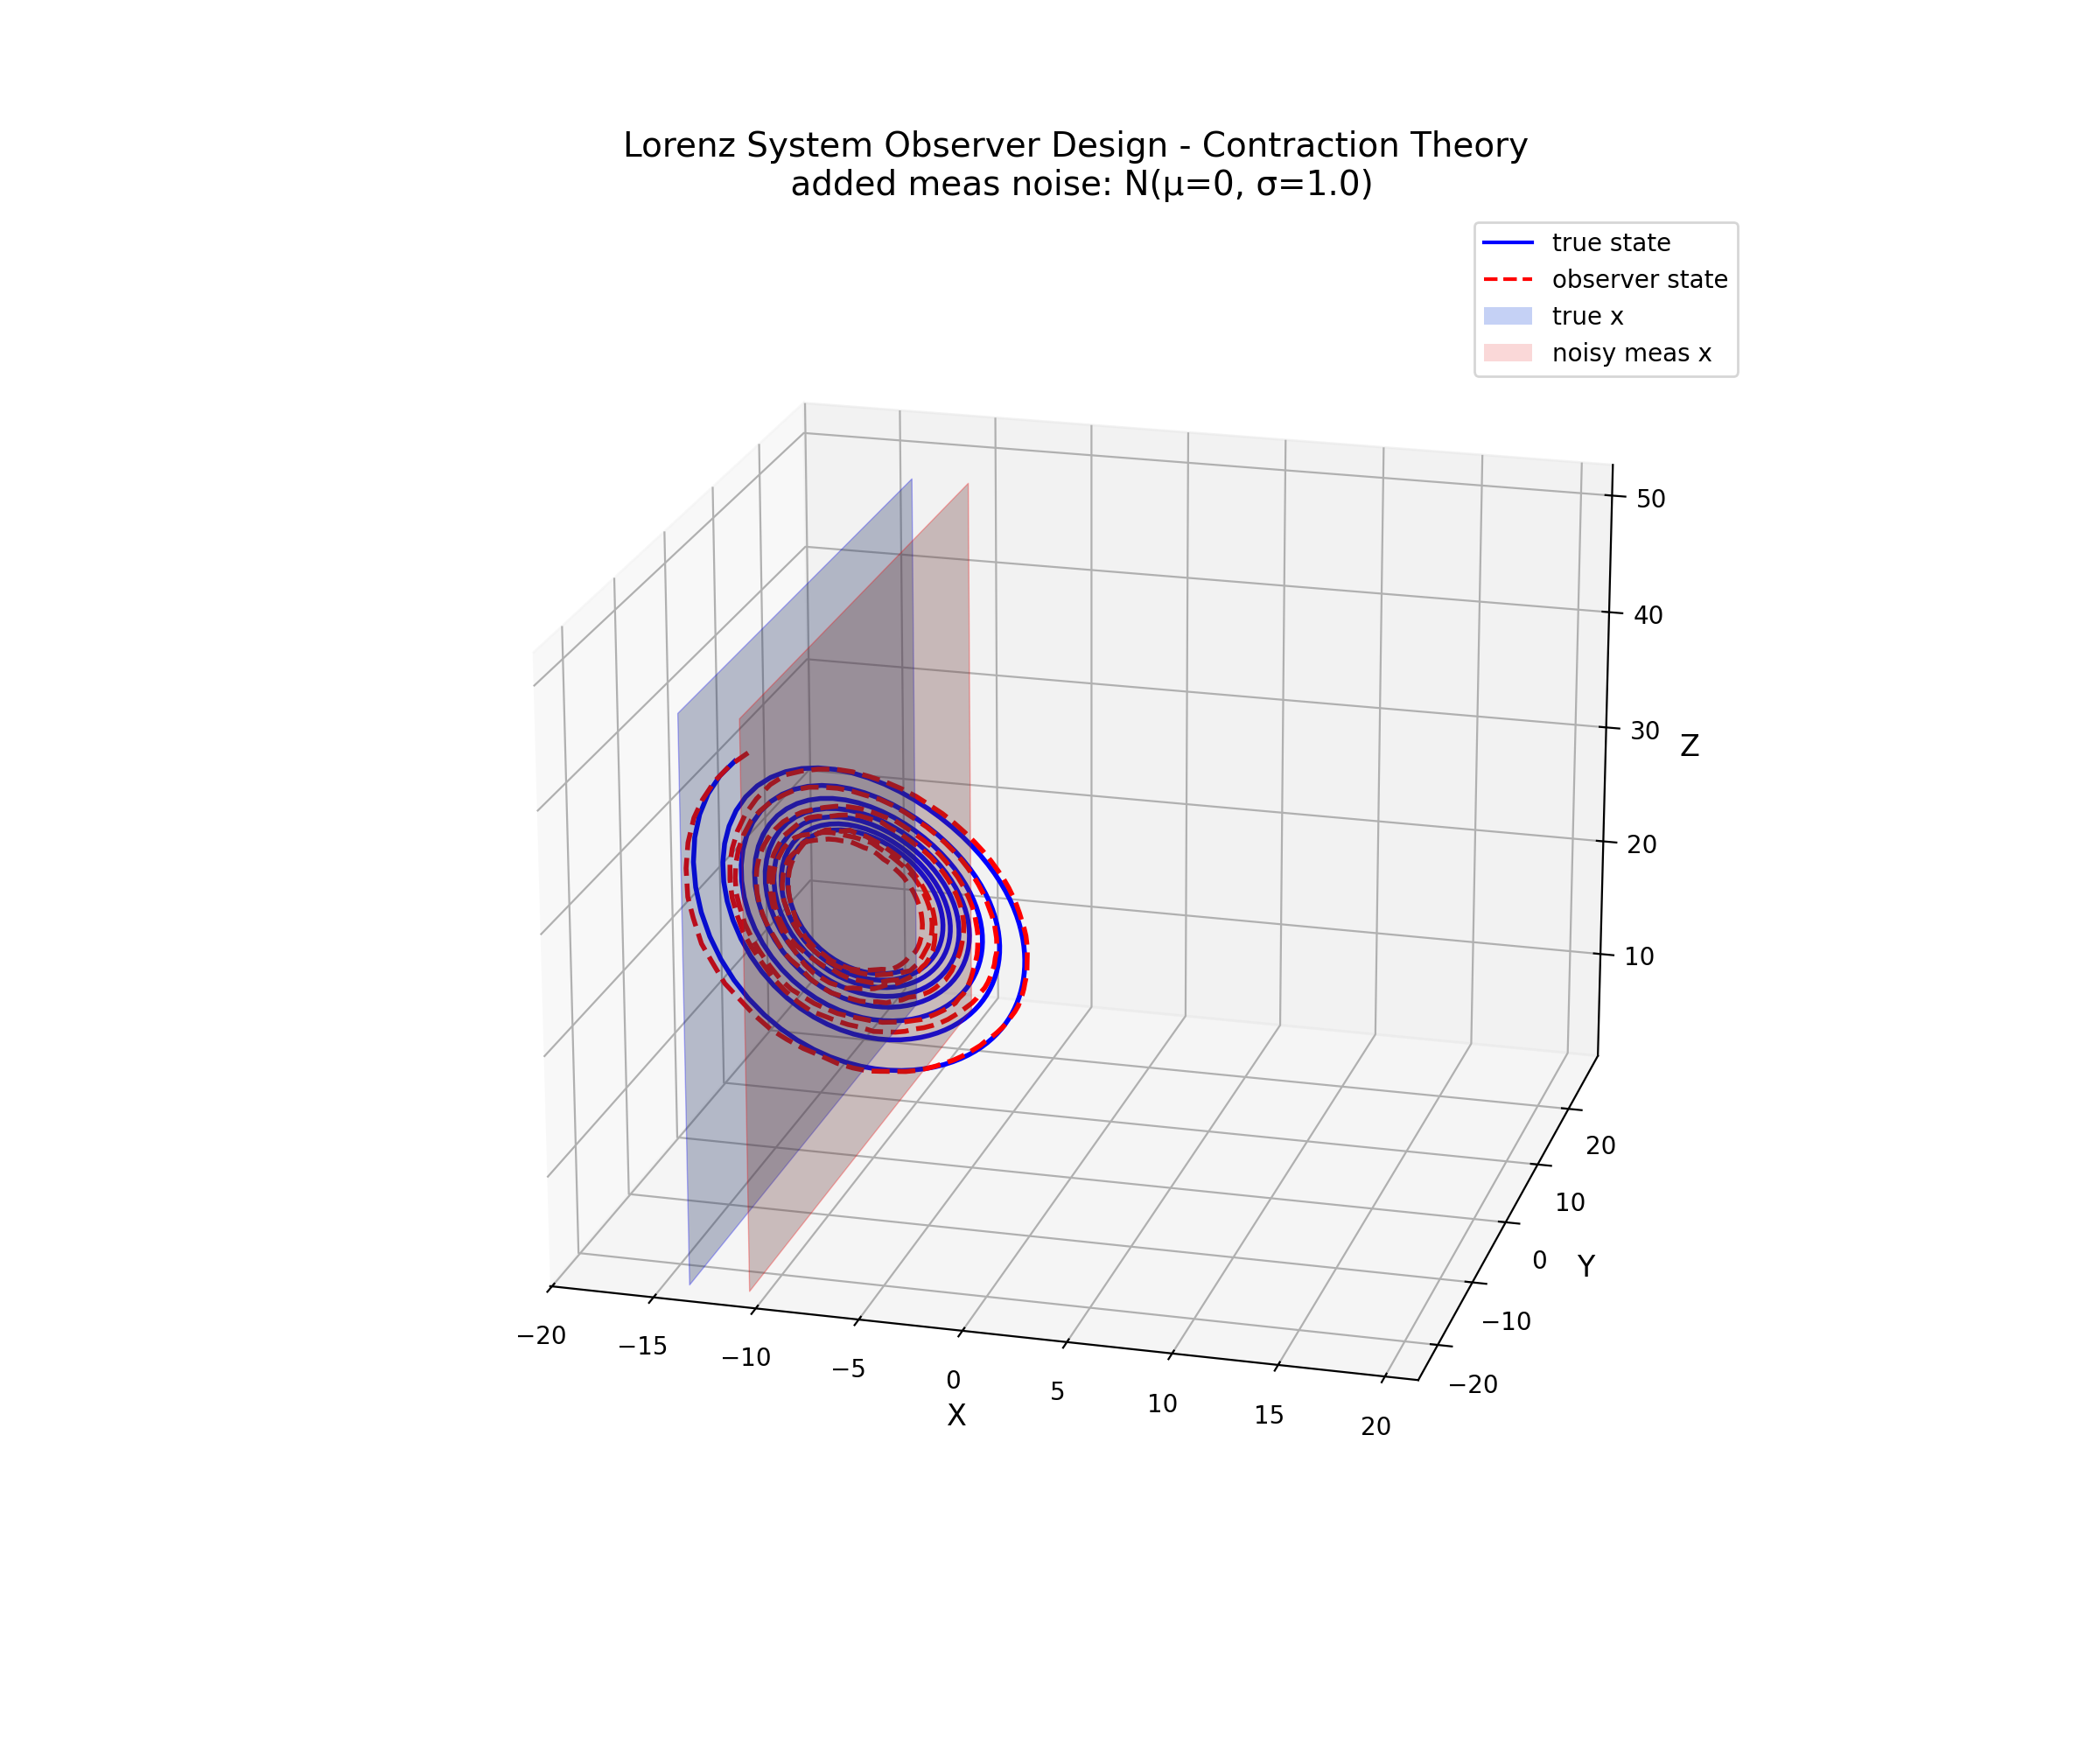 Lorenz System Observer Design - Contraction Theory
added meas noise: N(μ=0, σ=1.0)
true state
observer state
true x
noisy meas x
50
40
30
20
10
Z
20
10
0
−10
−20
Y
−20
−15
−10
−5
0
5
10
15
20
X